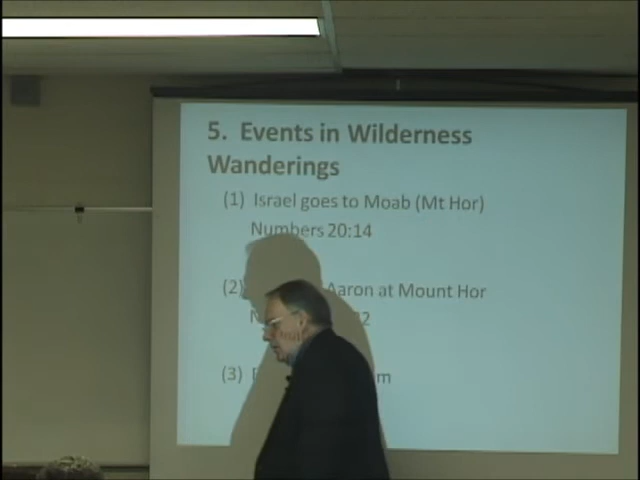 5. Events in Wilderness
Wanderings
(1) Israel goes to Moab (Mt Hor)
Numbers 20:14
(2) Aaron at Mount Hor
(3)